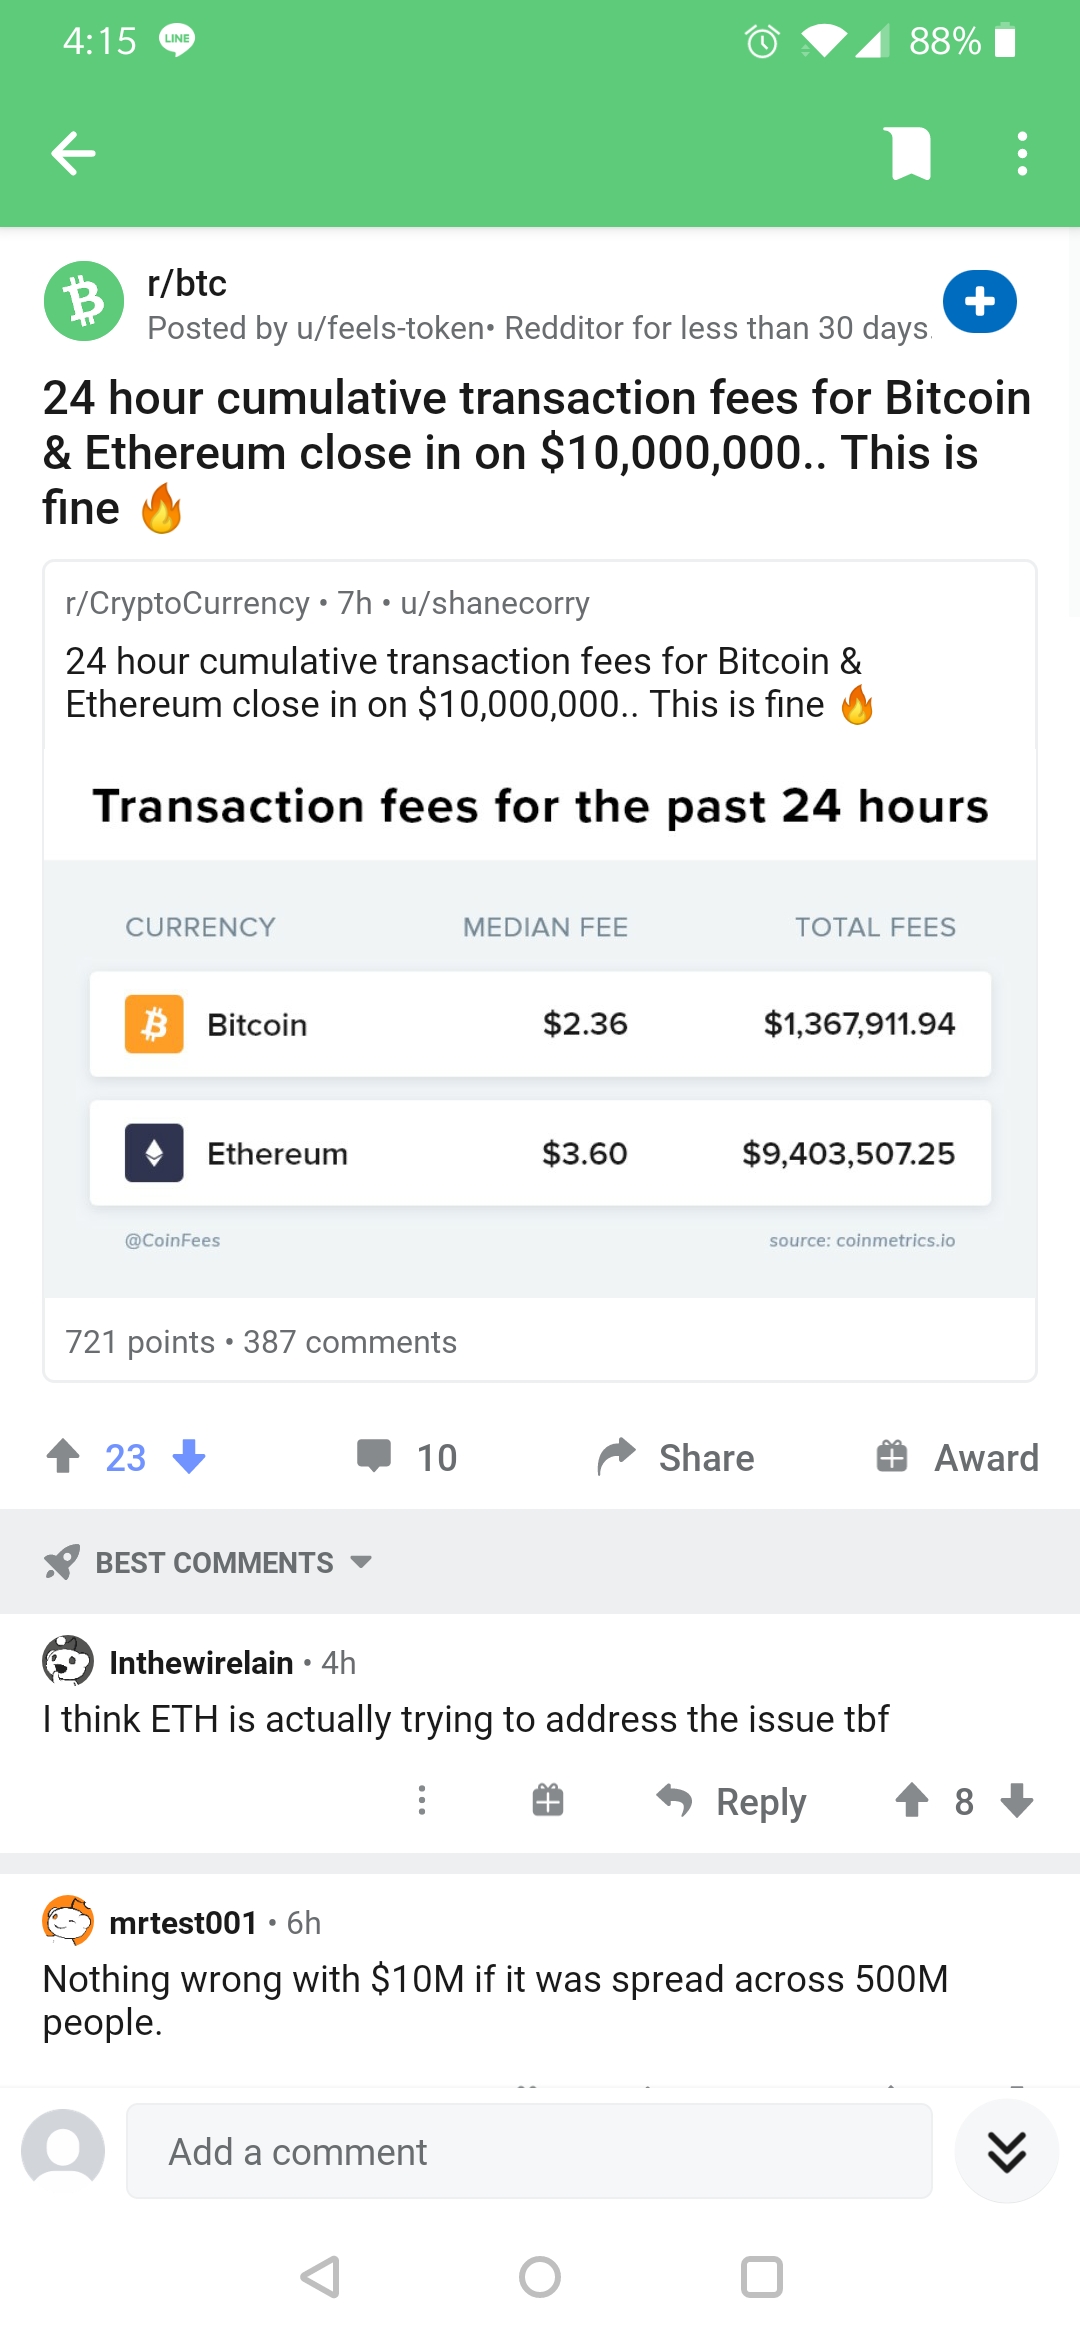 4:15 LINE 88%
r/btc
Posted by u/feels-token• Redditor for less than 30 days.
24 hour cumulative transaction fees for Bitcoin
& Ethereum close in on $10,000,000.. This is
fine 🔥
r/CryptoCurrency • 7h • u/shanecorry
24 hour cumulative transaction fees for Bitcoin &
Ethereum close in on $10,000,000.. This is fine 🔥
Transaction fees for the past 24 hours
CURRENCY MEDIAN FEE TOTAL FEES
Bitcoin $2.36 $1,367,911.94
Ethereum $3.60 $9,403,507.25
@CoinFees source: coinmetrics.io
721 points • 387 comments
23 10 Share Award
BEST COMMENTS
Inthewirelain • 4h
I think ETH is actually trying to address the issue tbf
Reply 8
mrtest001 • 6h
Nothing wrong with $10M if it was spread across 500M
people.
Add a comment